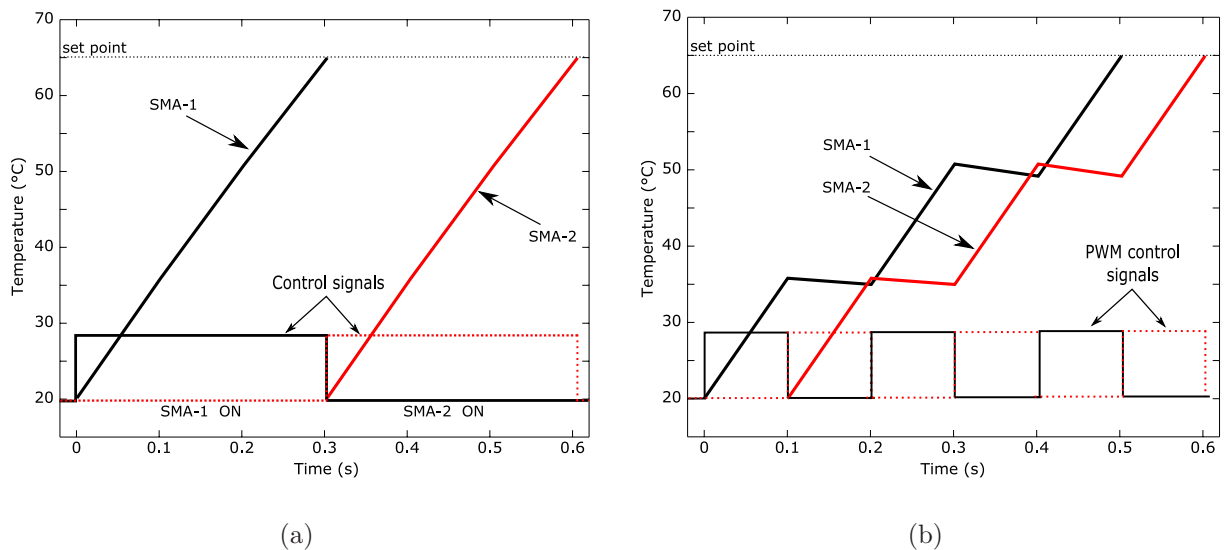 70
60
50
40
30
20
Temperature (°C)
set point
SMA-1
SMA-2
Control signals
SMA-1 ON
SMA-2 ON
0
0.1
0.2
0.3
0.4
0.5
0.6
Time (s)
(a)
70
60
50
40
30
20
Temperature (°C)
set point
SMA-1
SMA-2
PWM control
signals
0
0.1
0.2
0.3
0.4
0.5
0.6
Time (s)
(b)